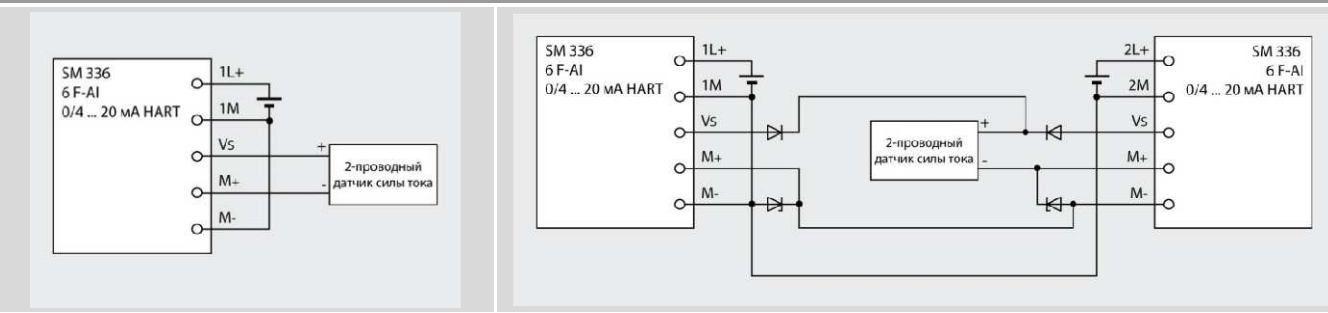 SM 336
6 F-AI
0/4 ... 20 мА HART
1L+
1M
Vs
M+
M-
+
-
2-проводный
датчик силы тока
SM 336
6 F-AI
0/4 ... 20 мА HART
1L+
1M
Vs
M+
M-
+
-
2-проводный
датчик силы тока
2L+
2M
Vs
M+
M-
SM 336
6 F-AI
0/4 ... 20 мА HART